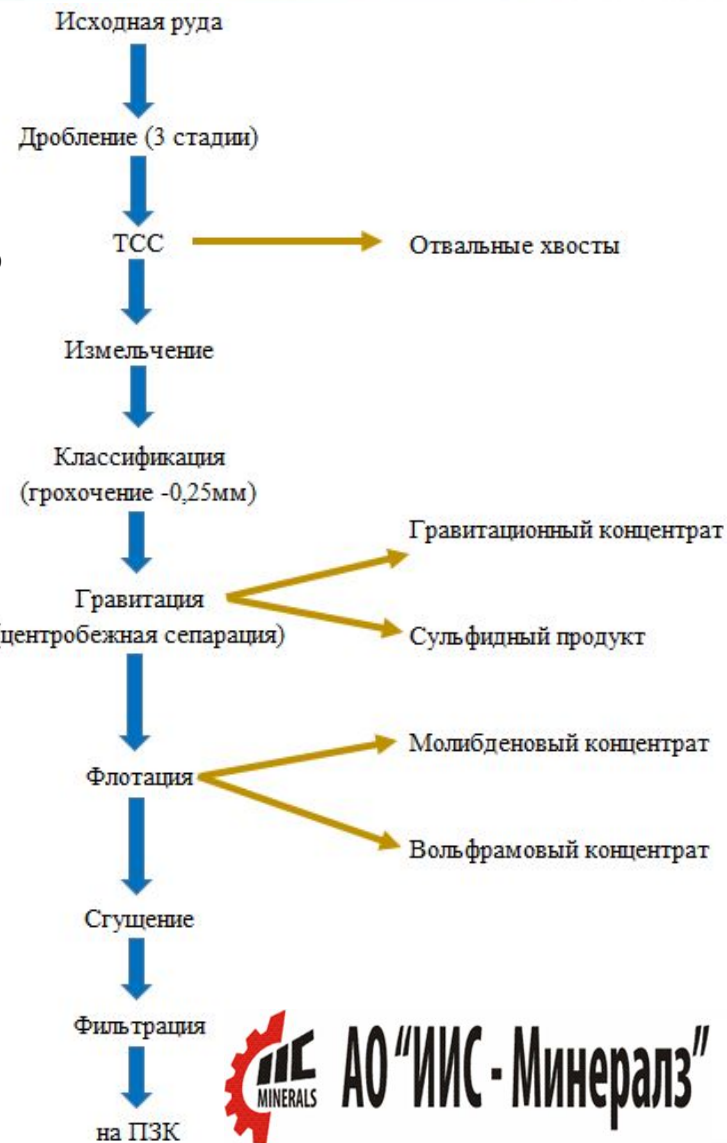 Исходная руда
Дробление (3 стадии)
ТСС
Отвальные хвосты
)
Измельчение
Классификация
(грохочение -0,25мм)
Гравитационный концентрат
Гравитация
(центробежная сепарация)
Сульфидный продукт
Молибденовый концентрат
Флотация
Вольфрамовый концентрат
Сгущение
Фильтрация
на ПЗК
IIC
MINERALS
АО "ИИС - Минералз"